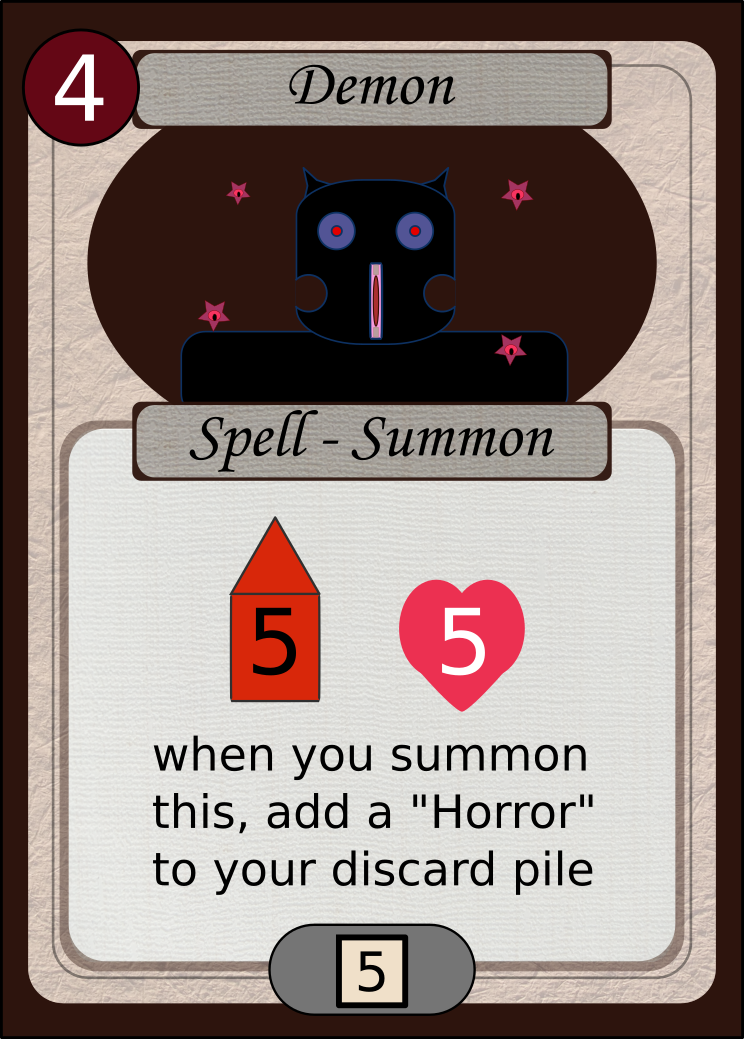 4
Demon
Spell - Summon
5 5
when you summon
this, add a "Horror"
to your discard pile
5